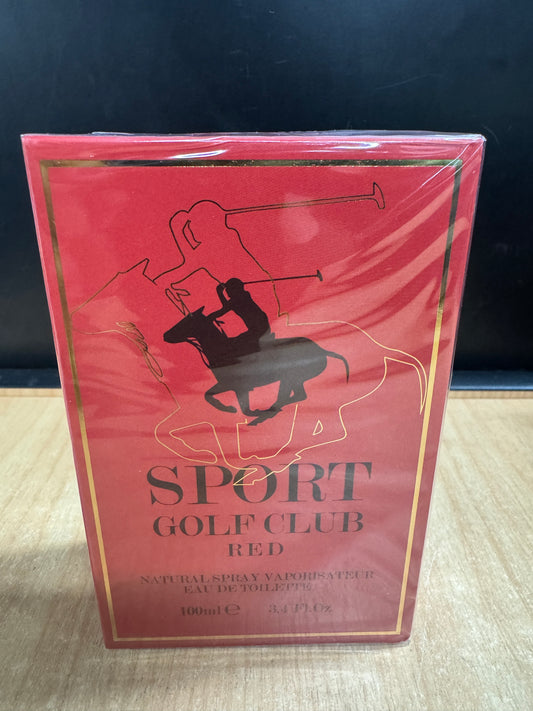 SPORT
GOLF CLUB
RED
NATURAL SPRAY VAPORISATEUR
EAU DE TOILETTE
100ml ℮ 3.4 Fl.Oz